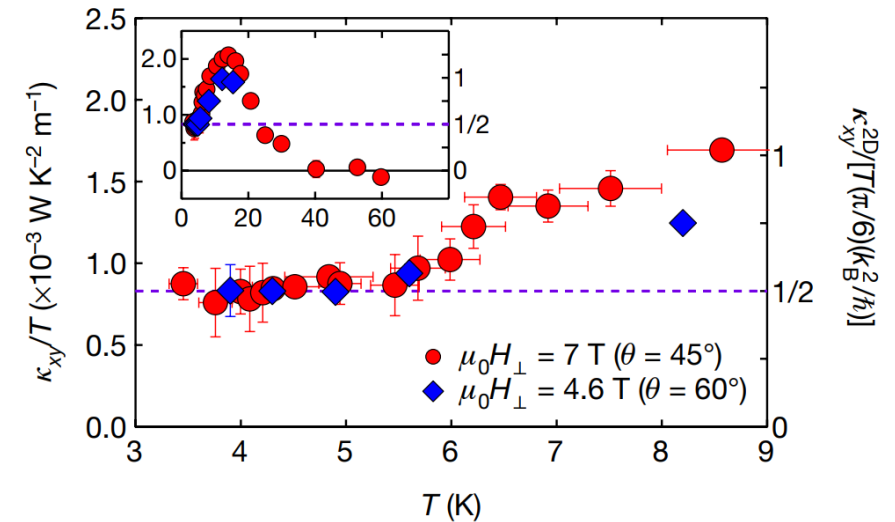 2.5
2.0
1.5
1.0
0.5
0.0
κxy/T (×10⁻³ W K⁻² m⁻¹)
2.0
1.0
0
1
1/2
0
0 20 40 60
1
1/2
0
κ²ᴰxy/[T(π/6)(k²B/ℏ)]
μ₀H⊥ = 7 T (θ = 45°)
μ₀H⊥ = 4.6 T (θ = 60°)
3 4 5 6 7 8 9
T (K)